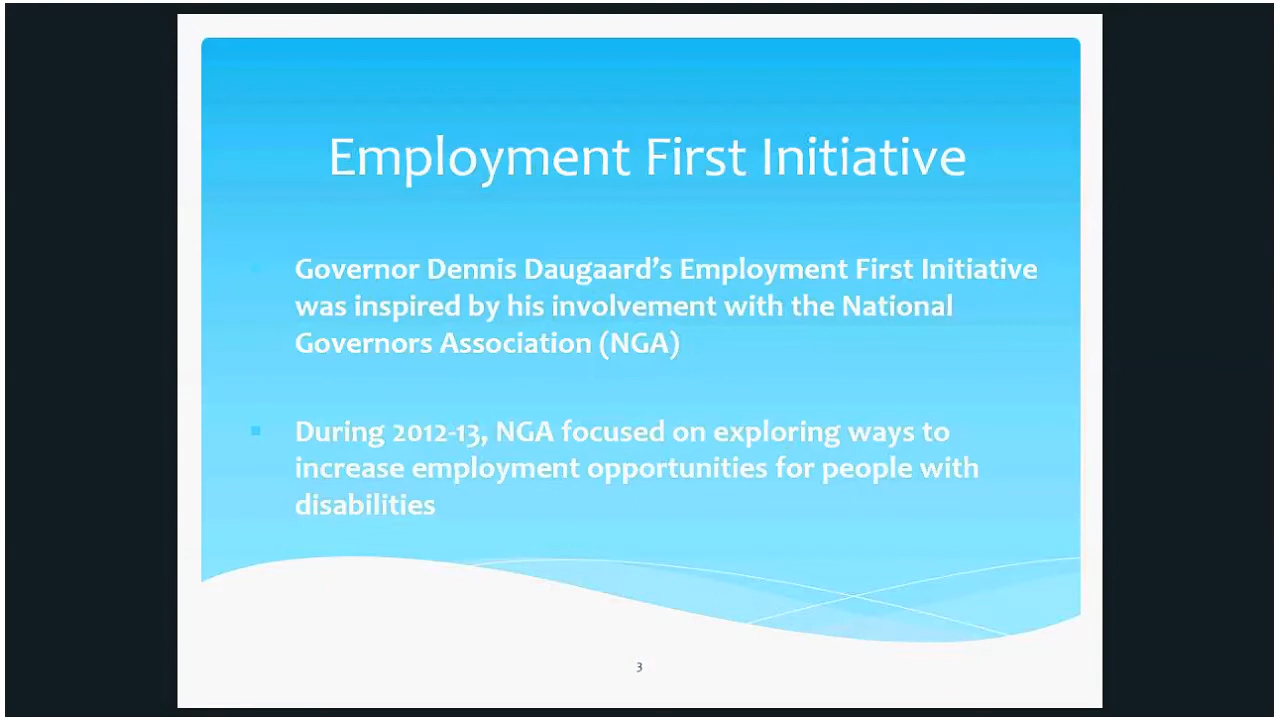 Employment First Initiative
Governor Dennis Daugaard’s Employment First Initiative
was inspired by his involvement with the National
Governors Association (NGA)
During 2012-13, NGA focused on exploring ways to
increase employment opportunities for people with
disabilities
3